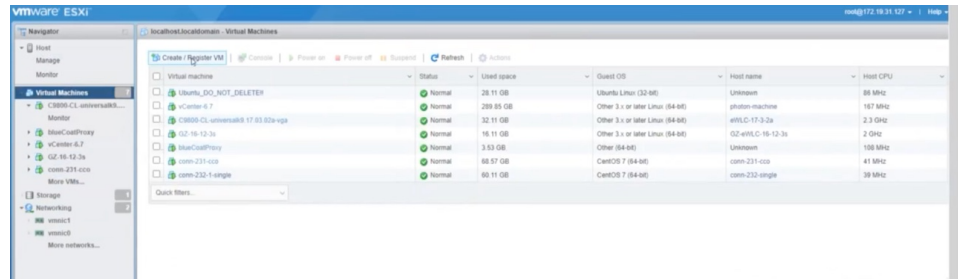 vmware ESXi™
root@172.19.31.127 | Help
Navigator
localhost.localdomain - Virtual Machines
Host
Manage
Monitor
Virtual Machines 7
C9800-CL-universalk9....
Monitor
blueCoatProxy
vCenter-6.7
GZ-16-12-3s
conn-231-cco
More VMs...
Storage
Networking
vmnic1
vmnic0
More networks...
Create / Register VM | Console | Power on Power off Suspend | Refresh | Actions
Virtual machine Status Used space Guest OS Host name Host CPU
Ubuntu_DO_NOT_DELETE!! Normal 28.11 GB Ubuntu Linux (32-bit) Unknown 86 MHz
vCenter-6.7 Normal 289.85 GB Other 3.x or later Linux (64-bit) photon-machine 167 MHz
C9800-CL-universalk9.17.03.02a-vga Normal 32.11 GB Other 3.x or later Linux (64-bit) eWLC-17-3-2a 2.3 GHz
GZ-16-12-3s Normal 16.11 GB Other 3.x or later Linux (64-bit) GZ-eWLC-16-12-3s 2 GHz
blueCoatProxy Normal 3.53 GB Other (64-bit) Unknown 106 MHz
conn-231-cco Normal 68.57 GB CentOS 7 (64-bit) conn-231-cco 41 MHz
conn-232-1-single Normal 60.11 GB CentOS 7 (64-bit) conn-232-single 39 MHz
Quick filters...